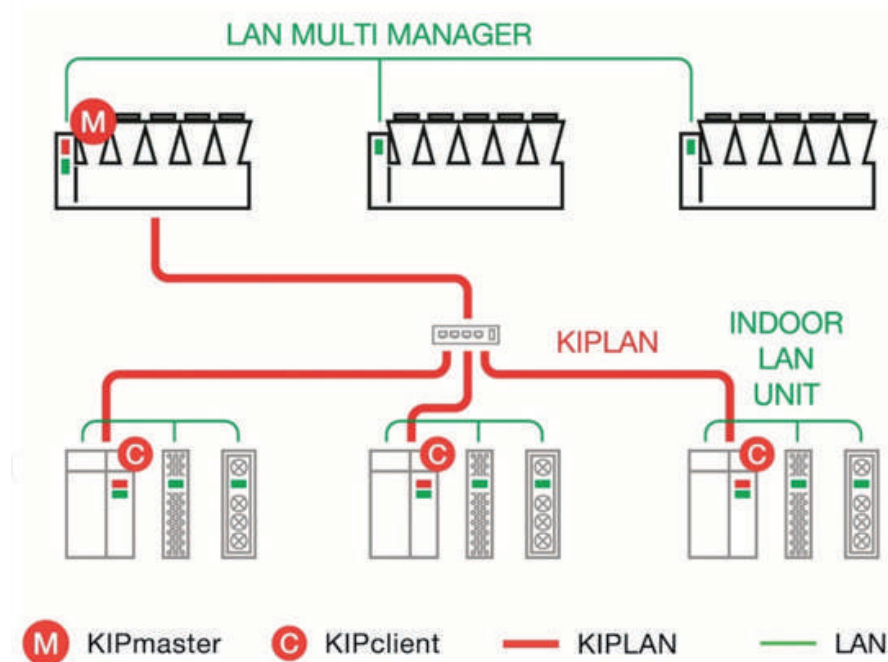 LAN MULTI MANAGER
M
KIPLAN
INDOOR
LAN
UNIT
C
C
C
M KIPmaster
C KIPclient
KIPLAN
LAN